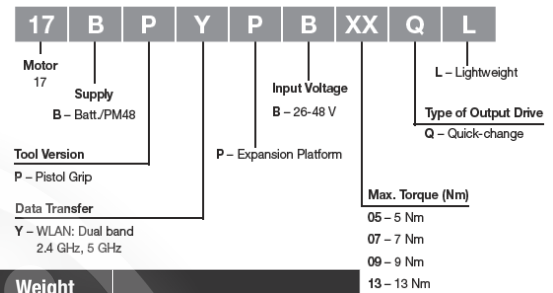 17 B P Y P B XX Q L
Motor
17
Supply
B – Batt./PM48
Tool Version
P – Pistol Grip
Data Transfer
Y – WLAN: Dual band
2.4 GHz, 5 GHz
P – Expansion Platform
Input Voltage
B – 26-48 V
Max. Torque (Nm)
05 – 5 Nm
07 – 7 Nm
09 – 9 Nm
13 – 13 Nm
Type of Output Drive
Q – Quick-change
L – Lightweight
Weight